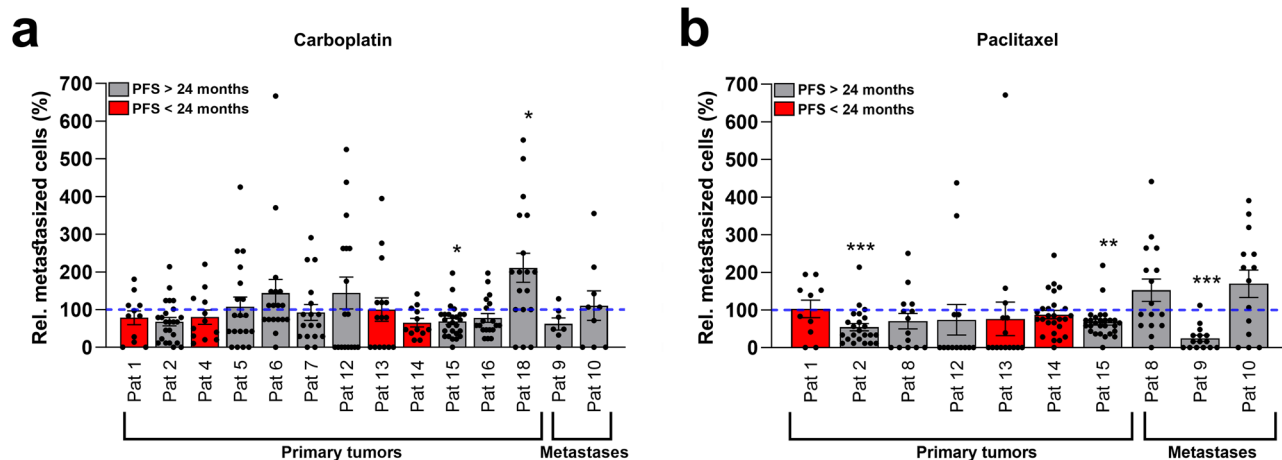 a
Carboplatin
Rel. metastasized cells (%)
700
600
500
400
300
200
100
0
PFS > 24 months
PFS < 24 months
*
*
Pat 1
Pat 2
Pat 4
Pat 5
Pat 6
Pat 7
Pat 12
Pat 13
Pat 14
Pat 15
Pat 16
Pat 18
Pat 9
Pat 10
Primary tumors
Metastases
b
Paclitaxel
Rel. metastasized cells (%)
700
600
500
400
300
200
100
0
PFS > 24 months
PFS < 24 months
***
**
***
Pat 1
Pat 2
Pat 8
Pat 12
Pat 13
Pat 14
Pat 15
Pat 8
Pat 9
Pat 10
Primary tumors
Metastases